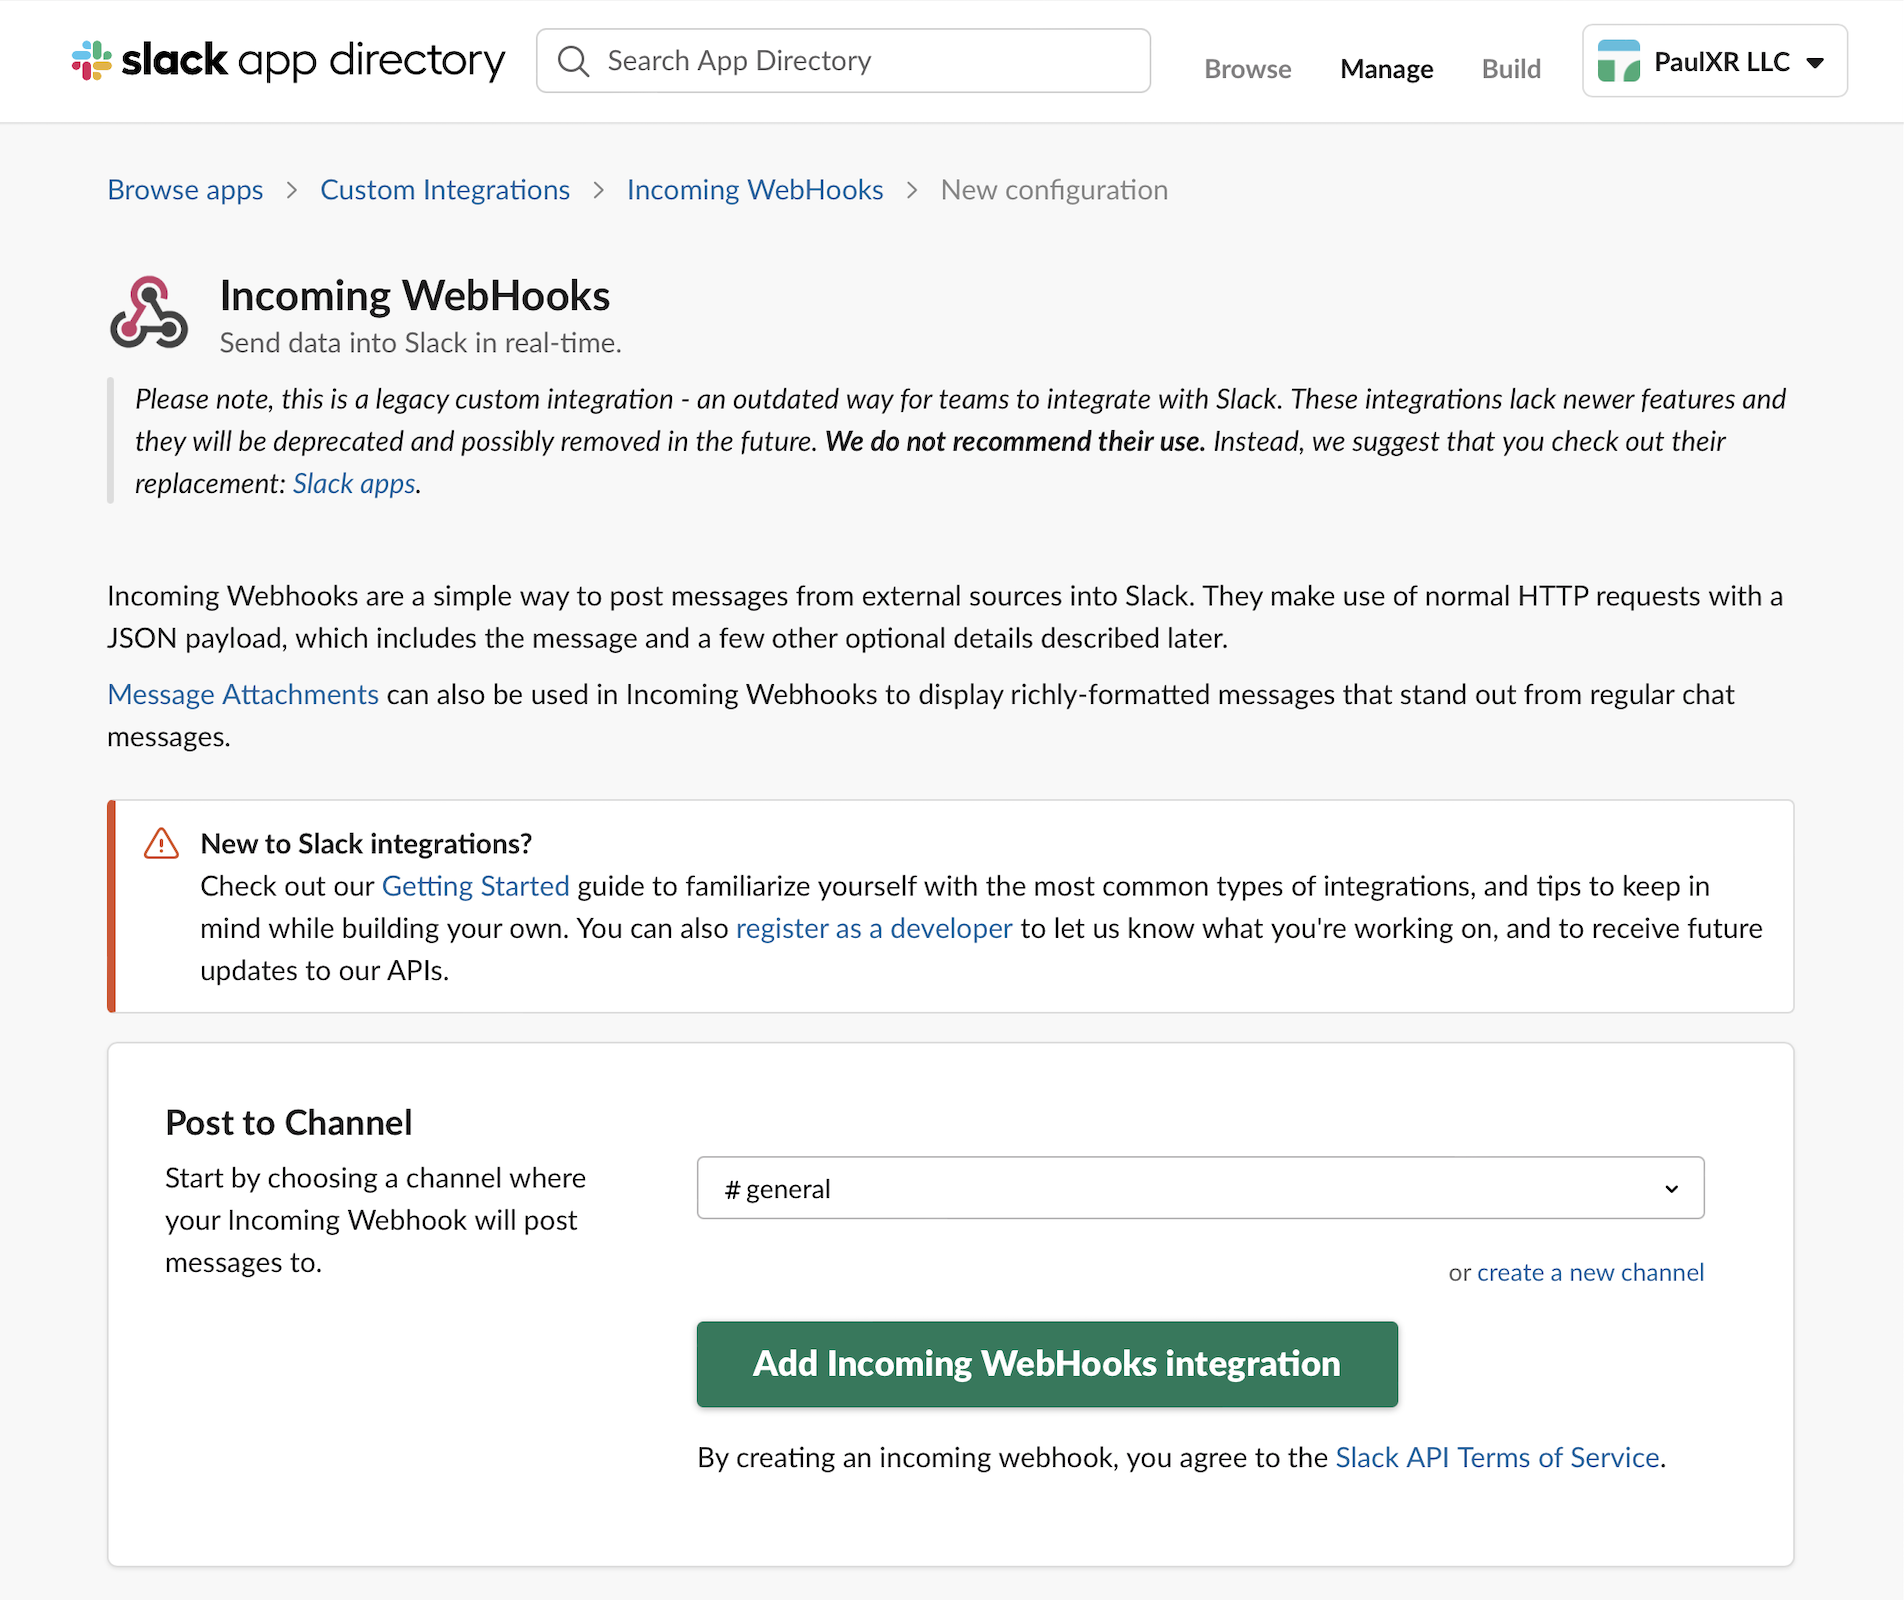 slack app directory
Search App Directory
Browse
Manage
Build
PaulXR LLC
Browse apps > Custom Integrations > Incoming WebHooks > New configuration
Incoming WebHooks
Send data into Slack in real-time.
Please note, this is a legacy custom integration - an outdated way for teams to integrate with Slack. These integrations lack newer features and
they will be deprecated and possibly removed in the future. We do not recommend their use. Instead, we suggest that you check out their
replacement: Slack apps.
Incoming Webhooks are a simple way to post messages from external sources into Slack. They make use of normal HTTP requests with a
JSON payload, which includes the message and a few other optional details described later.
Message Attachments can also be used in Incoming Webhooks to display richly-formatted messages that stand out from regular chat
messages.
New to Slack integrations?
Check out our Getting Started guide to familiarize yourself with the most common types of integrations, and tips to keep in
mind while building your own. You can also register as a developer to let us know what you're working on, and to receive future
updates to our APIs.
Post to Channel
Start by choosing a channel where
your Incoming Webhook will post
messages to.
# general
or create a new channel
Add Incoming WebHooks integration
By creating an incoming webhook, you agree to the Slack API Terms of Service.